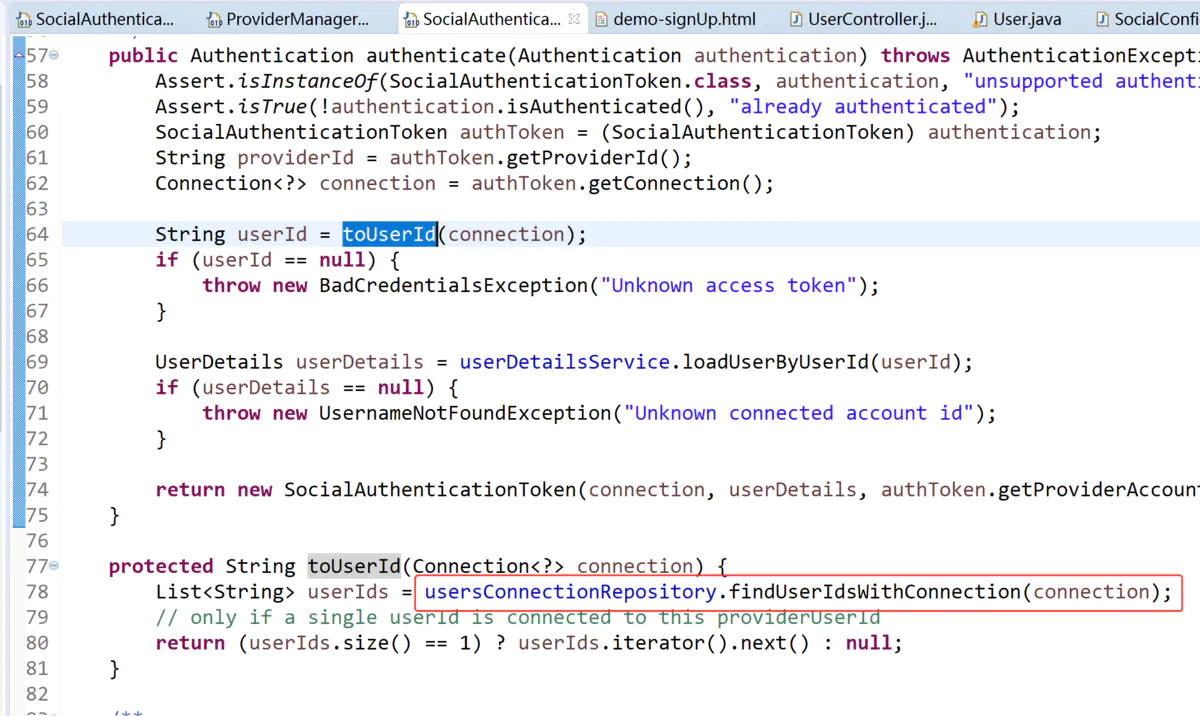 SocialAuthentica... ProviderManager... SocialAuthentica... demo-signUp.html UserController.j... User.java SocialConfi
57 public Authentication authenticate(Authentication authentication) throws AuthenticationExcepti
58 Assert.isInstanceOf(SocialAuthenticationToken.class, authentication, "unsupported authenti
59 Assert.isTrue(!authentication.isAuthenticated(), "already authenticated");
60 SocialAuthenticationToken authToken = (SocialAuthenticationToken) authentication;
61 String providerId = authToken.getProviderId();
62 Connection<?> connection = authToken.getConnection();
63
64 String userId = toUserId(connection);
65 if (userId == null) {
66 throw new BadCredentialsException("Unknown access token");
67 }
68
69 UserDetails userDetails = userDetailsService.loadUserByUserId(userId);
70 if (userDetails == null) {
71 throw new UsernameNotFoundException("Unknown connected account id");
72 }
73
74 return new SocialAuthenticationToken(connection, userDetails, authToken.getProviderAccoun
75 }
76
77 protected String toUserId(Connection<?> connection) {
78 List<String> userIds = usersConnectionRepository.findUserIdsWithConnection(connection);
79 // only if a single userId is connected to this providerUserId
80 return (userIds.size() == 1) ? userIds.iterator().next() : null;
81 }
82
/**